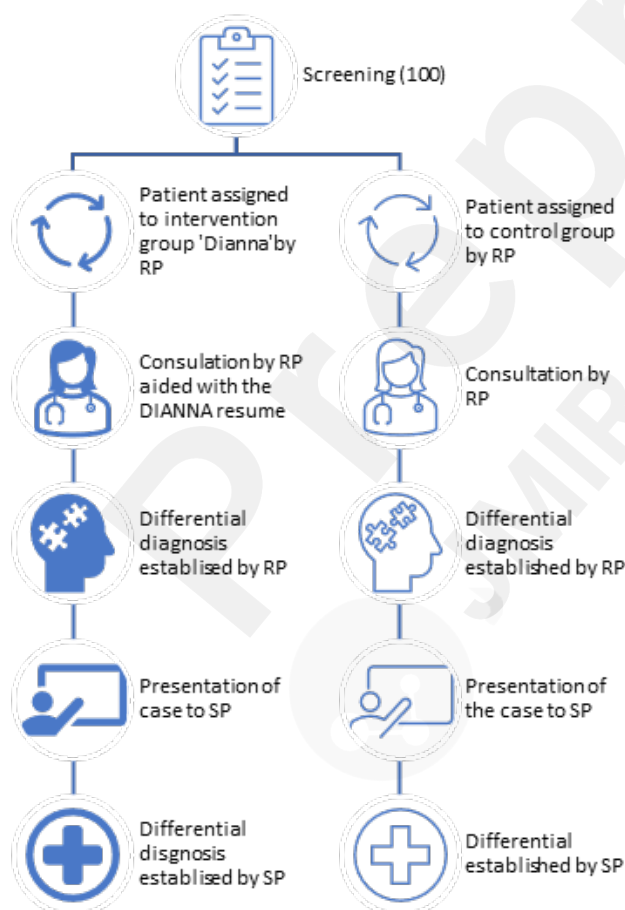 Screening (100)
Patient assigned
to intervention
group 'Dianna'by
RP
Patient assigned
to control group
by RP
Consulation by RP
aided with the
DIANNA resume
Consultation by
RP
Differential
diagnosis
establised by RP
Differential
diagnosis
established by RP
Presentation of
case to SP
Presentation of
the case to SP
Differential
disgnosis
establised by SP
Differential
established by SP
Prepr
JMIR